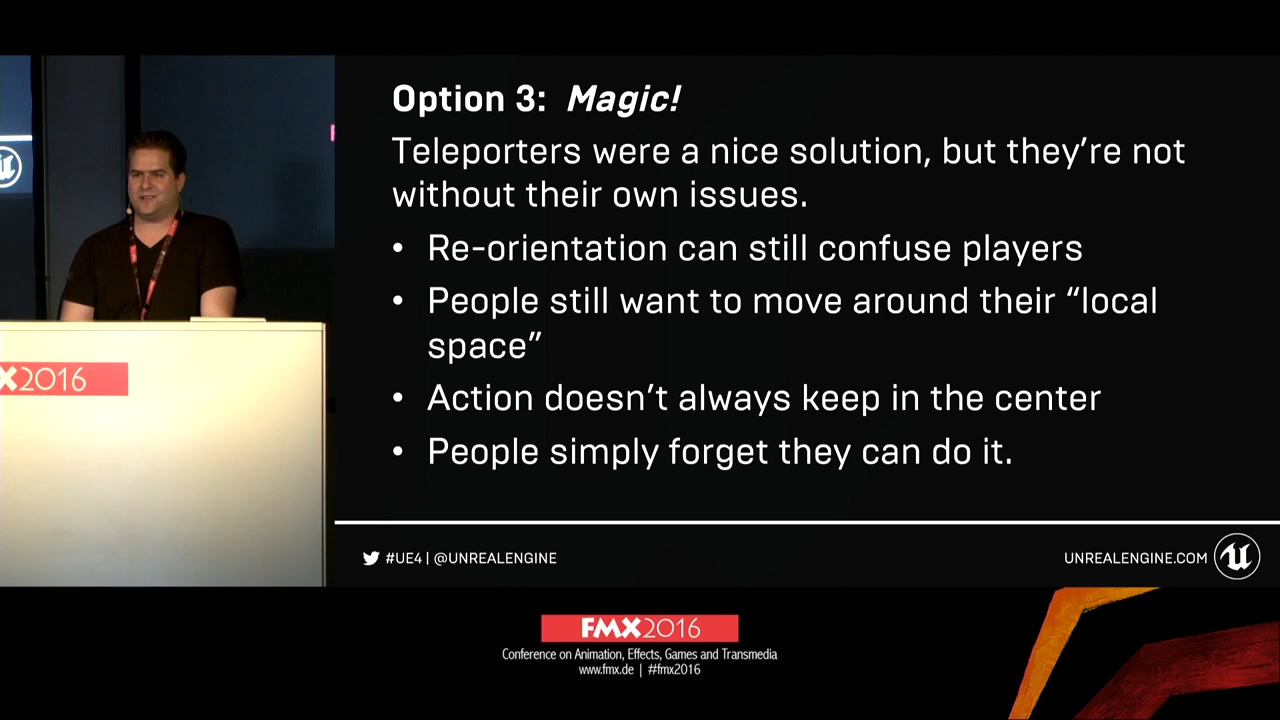 Option 3: Magic!
Teleporters were a nice solution, but they’re not
without their own issues.
• Re-orientation can still confuse players
• People still want to move around their “local
space”
• Action doesn’t always keep in the center
• People simply forget they can do it.
X2016
#UE4 | @UNREALENGINE
UNREALENGINE.COM
FMX2016
Conference on Animation, Effects, Games and Transmedia
www.fmx.de | #fmx2016